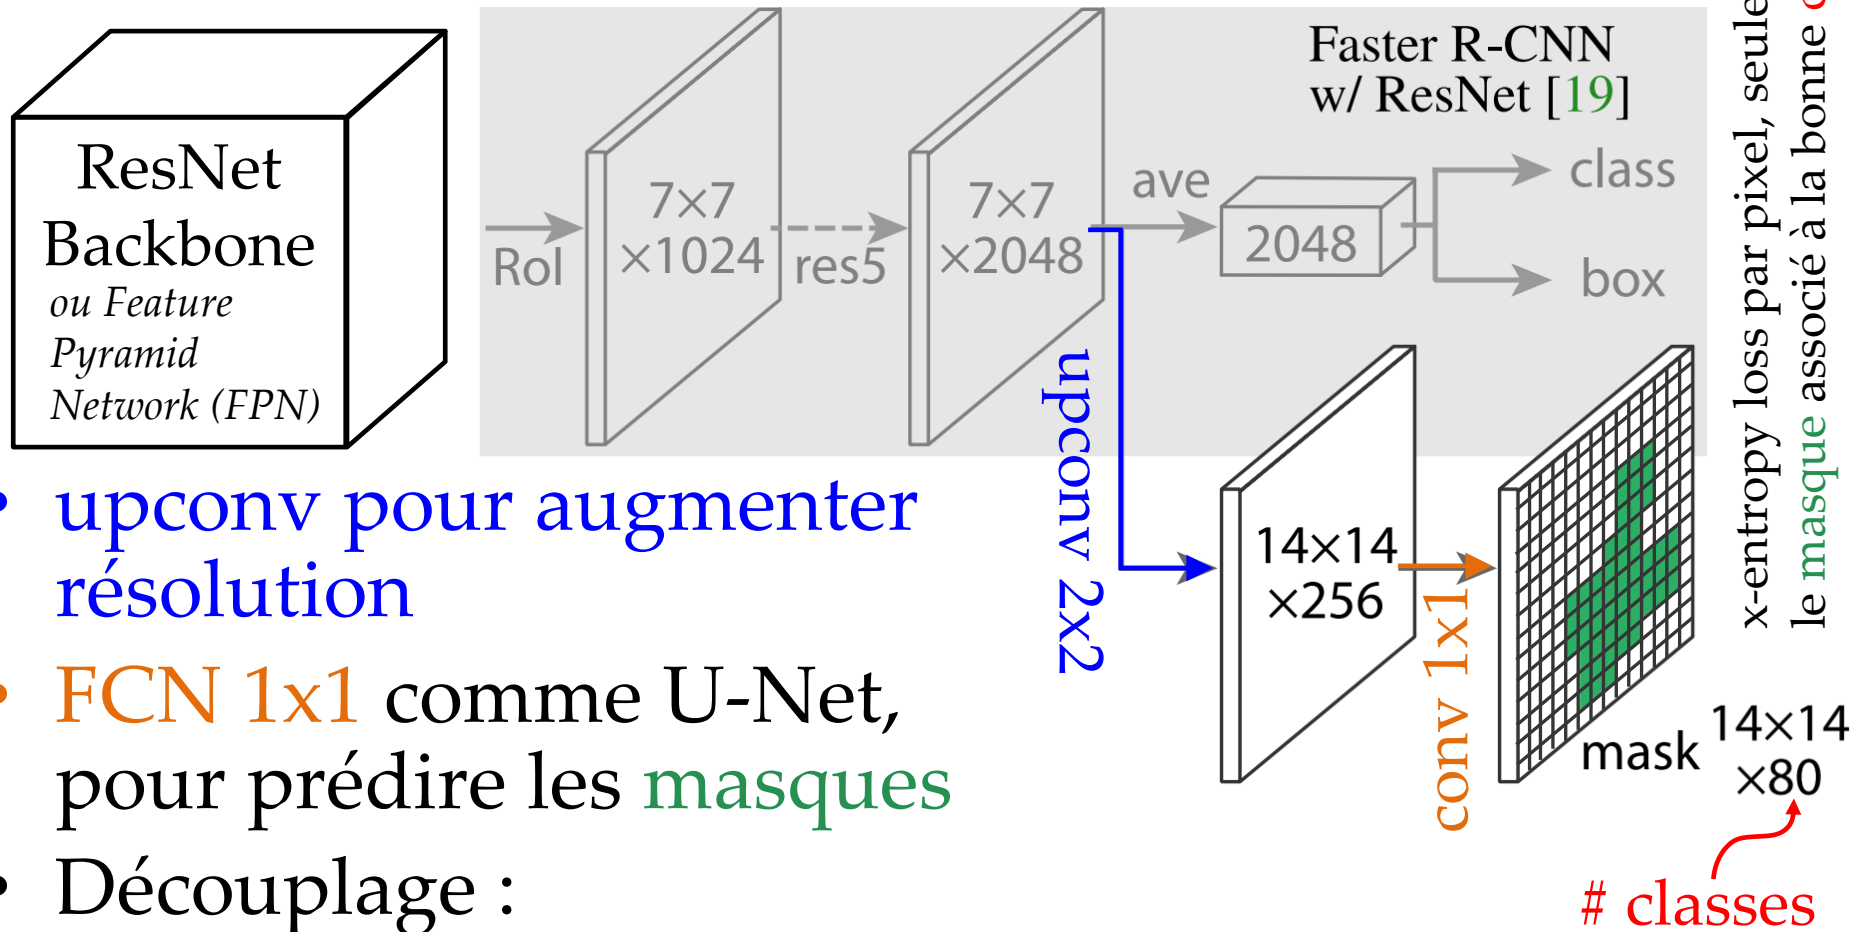 ResNet
Backbone
ou Feature
Pyramid
Network (FPN)
Faster R-CNN
w/ ResNet [19]
RoI
7×7
×1024
res5
7×7
×2048
ave
2048
class
box
upconv 2x2
14×14
×256
conv 1x1
mask
14×14
×80
# classes
x-entropy loss par pixel, seule
le masque associé à la bonne
• upconv pour augmenter
résolution
• FCN 1x1 comme U-Net,
pour prédire les masques
• Découplage :